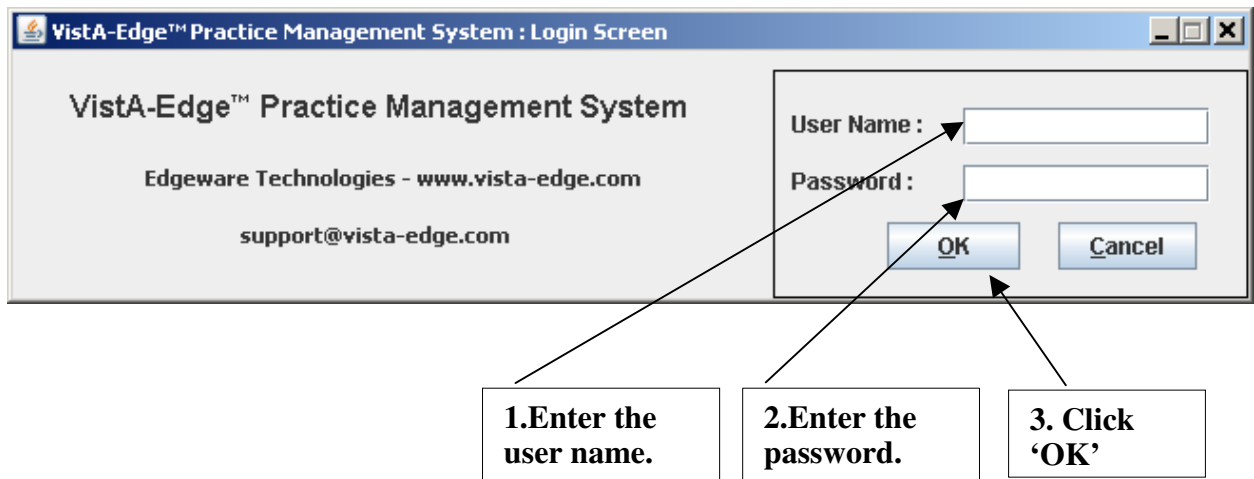 VistA-Edge™ Practice Management System : Login Screen
VistA-Edge™ Practice Management System
Edgeware Technologies - www.vista-edge.com
support@vista-edge.com
User Name :
Password :
OK
Cancel
1.Enter the
user name.
2.Enter the
password.
3. Click
‘OK’